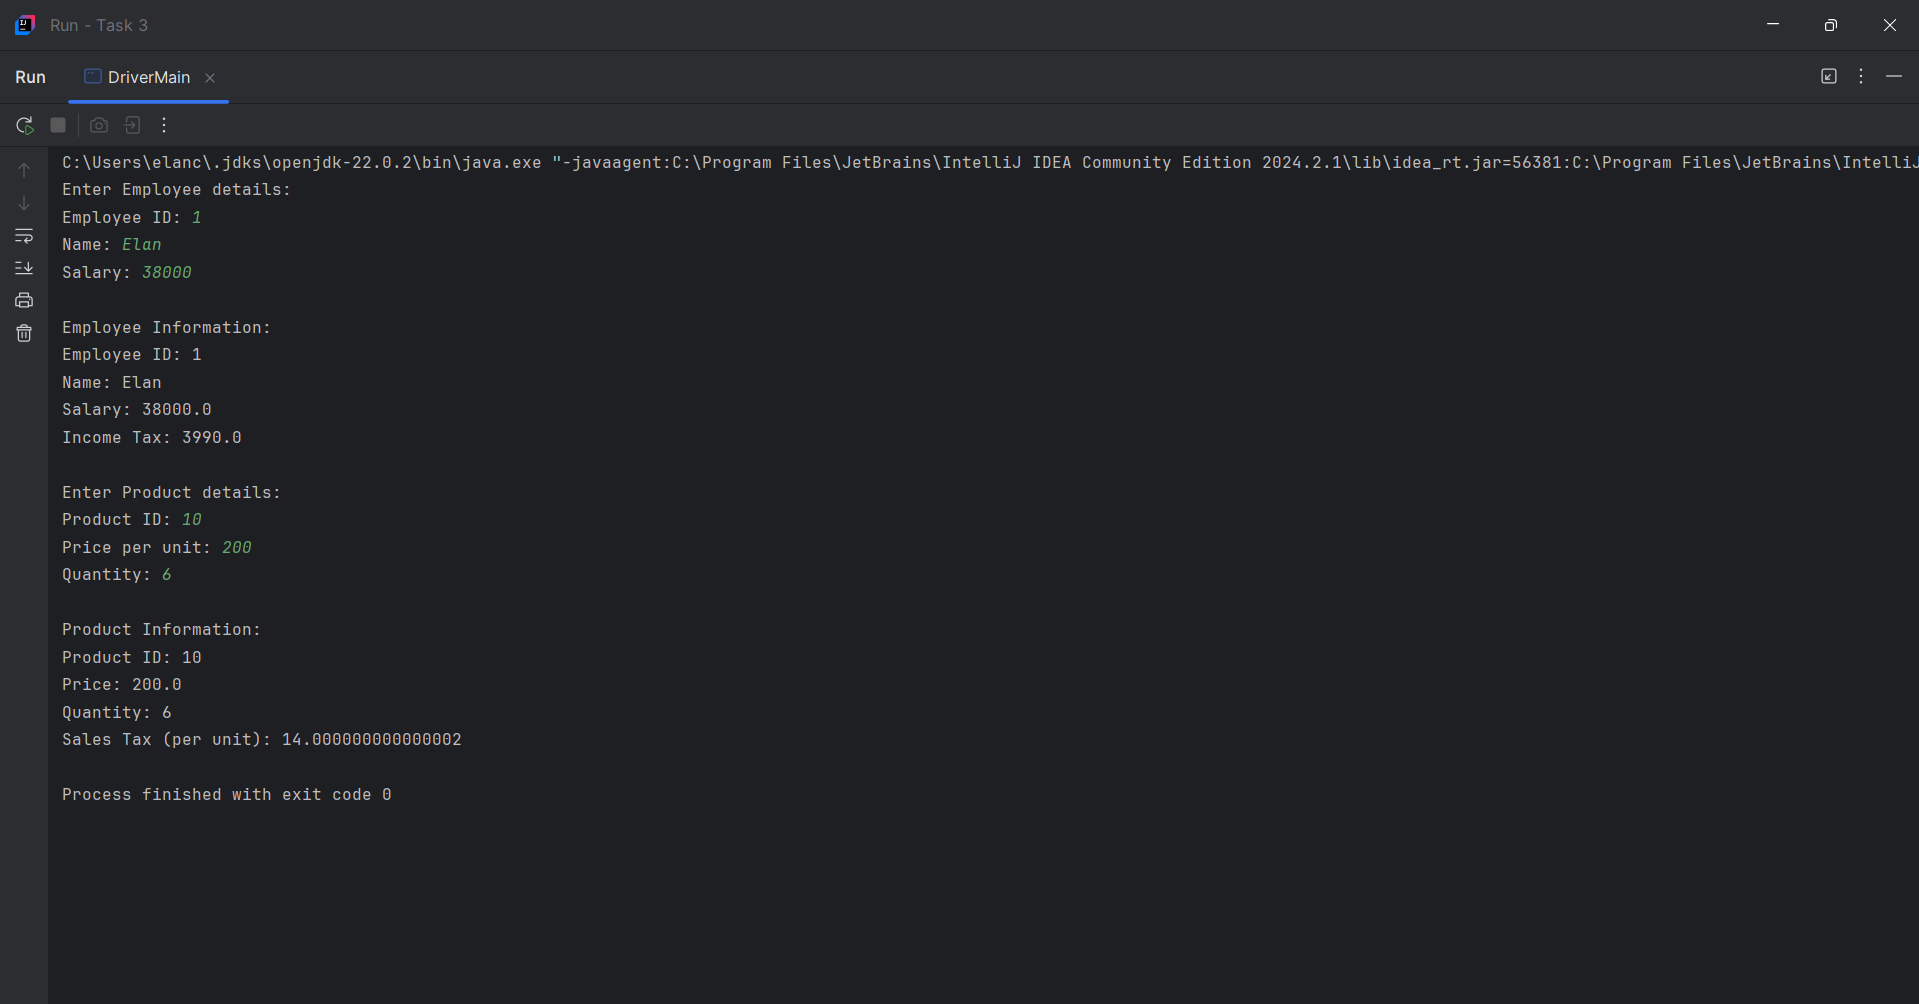 Run - Task 3
Run DriverMain
C:\Users\elanc\.jdks\openjdk-22.0.2\bin\java.exe "-javaagent:C:\Program Files\JetBrains\IntelliJ IDEA Community Edition 2024.2.1\lib\idea_rt.jar=56381:C:\Program Files\JetBrains\IntelliJ
Enter Employee details:
Employee ID: 1
Name: Elan
Salary: 38000
Employee Information:
Employee ID: 1
Name: Elan
Salary: 38000.0
Income Tax: 3990.0
Enter Product details:
Product ID: 10
Price per unit: 200
Quantity: 6
Product Information:
Product ID: 10
Price: 200.0
Quantity: 6
Sales Tax (per unit): 14.000000000000002
Process finished with exit code 0